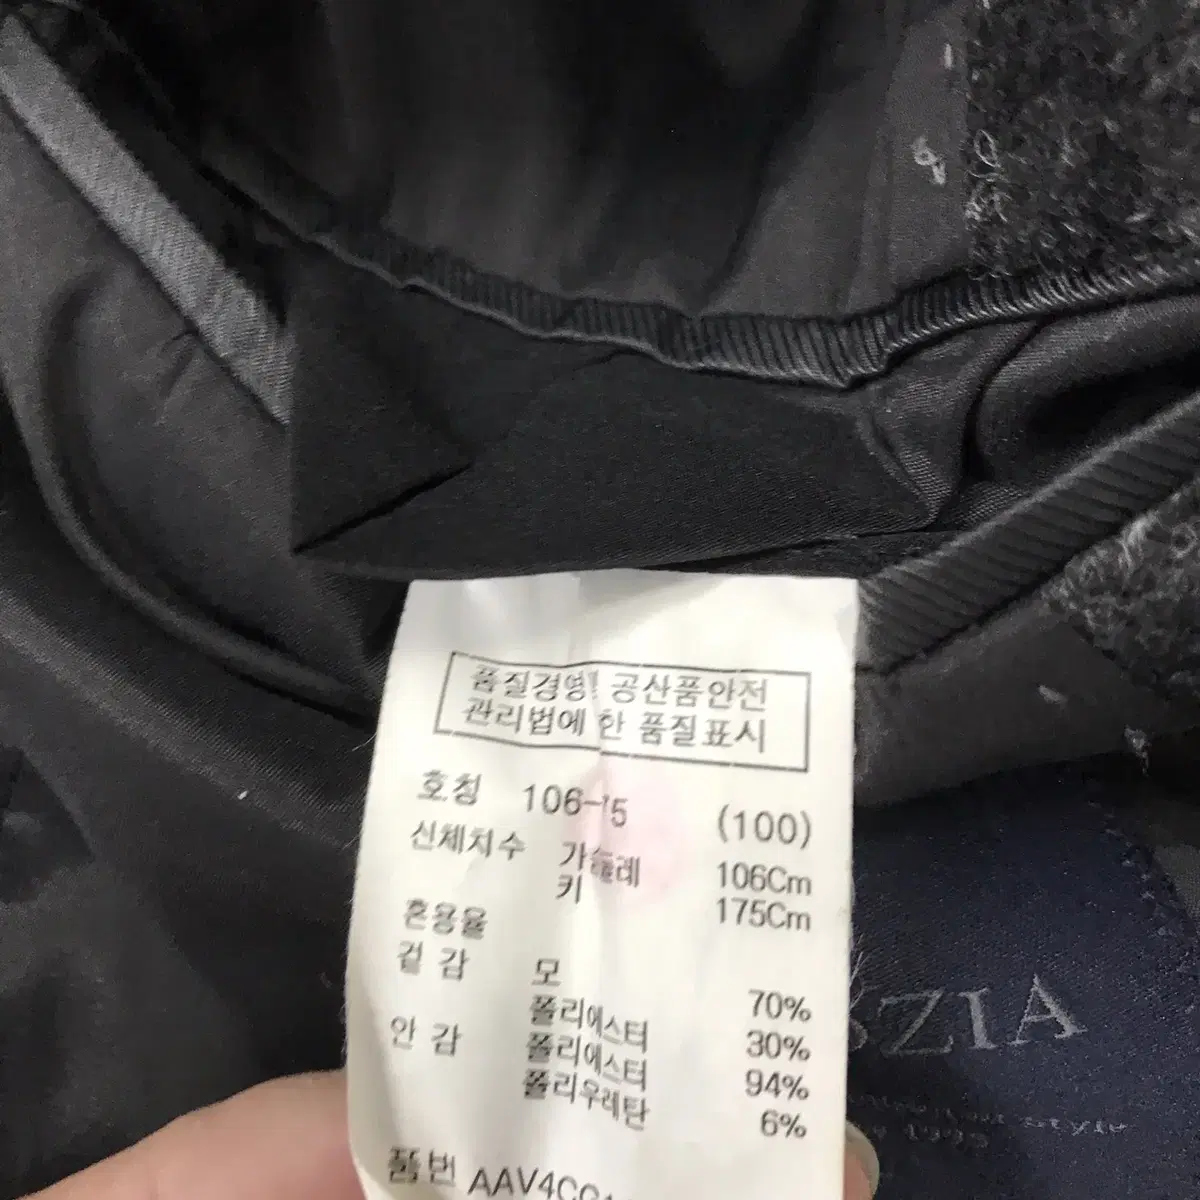 품질경영 공산품안전
관리법에 한 품질표시
호칭 106-75 (100)
신체치수 가슴둘레 106Cm
키 175Cm
혼용율
겉감 모 70%
폴리에스터 30%
안감 폴리에스터 94%
폴리우레탄 6%
품번 AAV4C